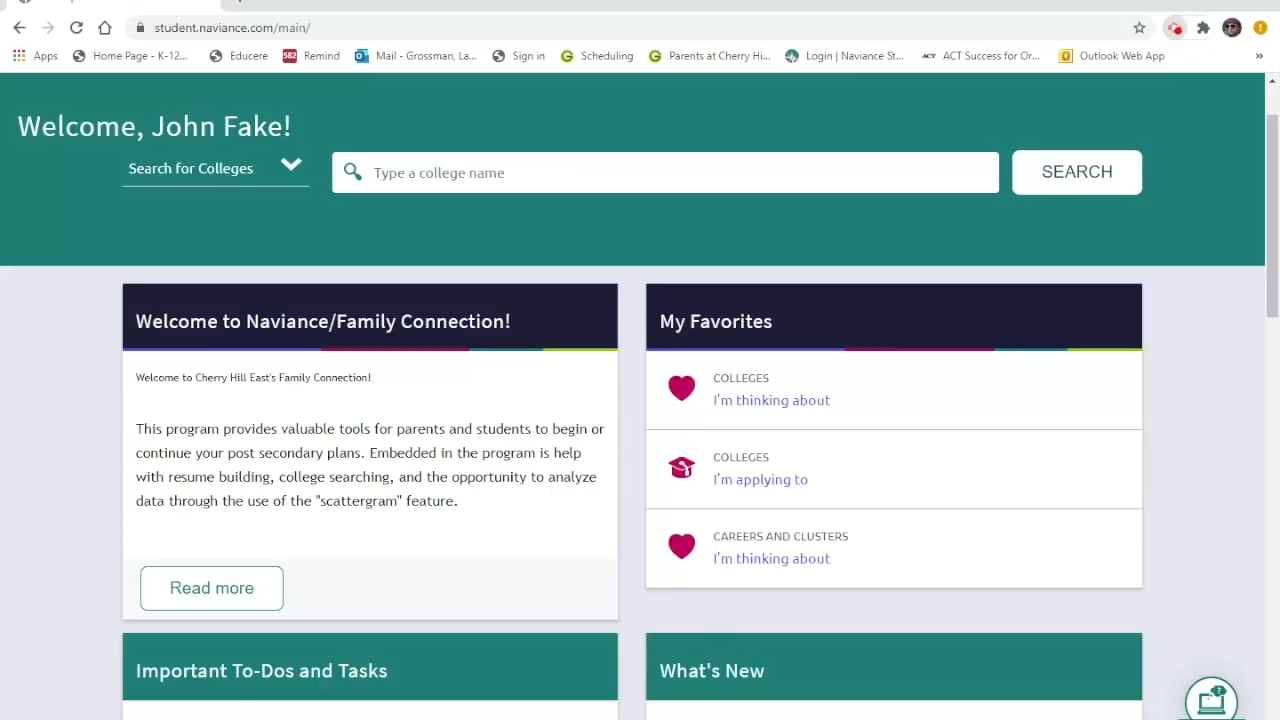 student.naviance.com/main/
Apps Home Page - K-12... Educere Remind Mail - Grossman, La... Sign in Scheduling Parents at Cherry Hi... Login | Naviance St... ACT Success for Or... Outlook Web App »
Welcome, John Fake!
Search for Colleges Type a college name SEARCH
Welcome to Naviance/Family Connection!
Welcome to Cherry Hill East's Family Connection!
This program provides valuable tools for parents and students to begin or
continue your post secondary plans. Embedded in the program is help
with resume building, college searching, and the opportunity to analyze
data through the use of the "scattergram" feature.
Read more
My Favorites
COLLEGES
I'm thinking about
COLLEGES
I'm applying to
CAREERS AND CLUSTERS
I'm thinking about
Important To-Dos and Tasks
What's New